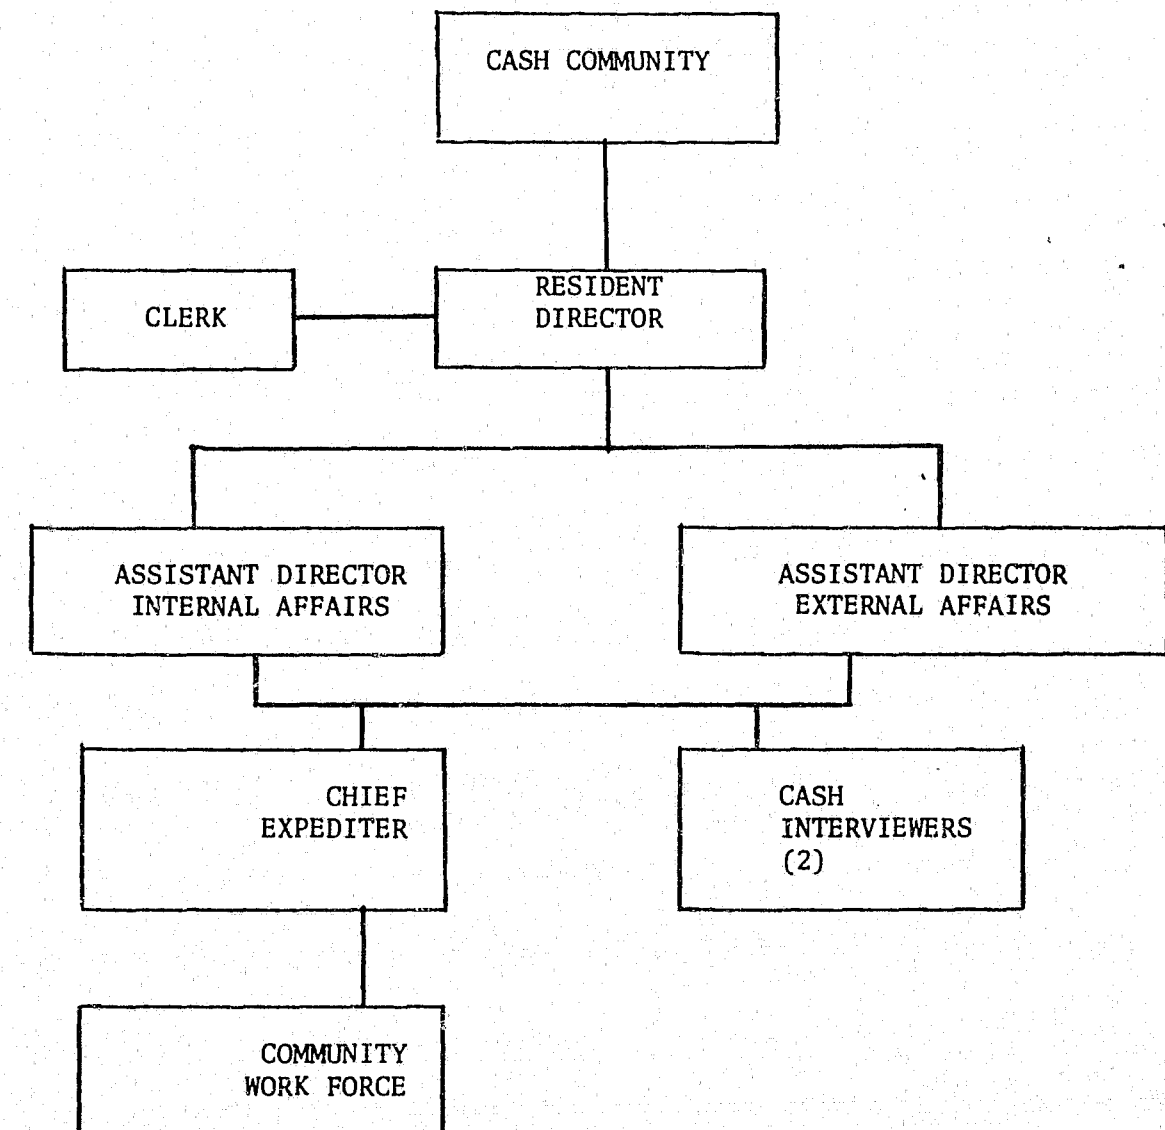 CASH COMMUNITY
CLERK
RESIDENT
DIRECTOR
ASSISTANT DIRECTOR
INTERNAL AFFAIRS
ASSISTANT DIRECTOR
EXTERNAL AFFAIRS
CHIEF
EXPEDITER
CASH
INTERVIEWERS
(2)
COMMUNITY
WORK FORCE